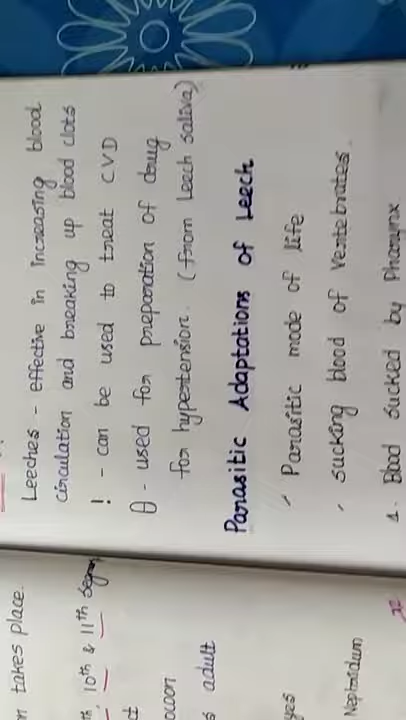 Leeches - effective in increasing blood
circulation and breaking up blood clots
! - can be used to treat CVD
θ - used for preparation of drug
for hypertension. (from leech saliva)
Parasitic Adaptations of Leech
Parasitic mode of life
sucking blood of vertebrates.
1. Blood sucked by Pharynx
takes place.
10th & 11th
adult
Nephridium